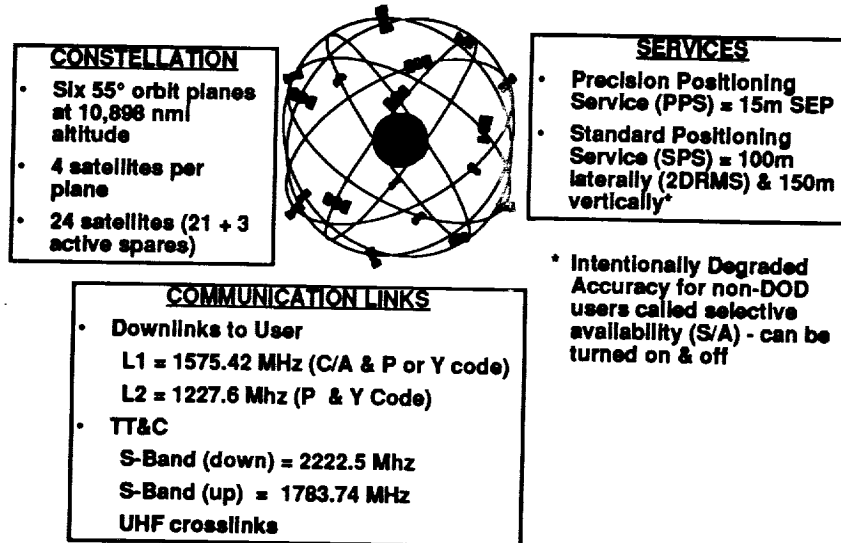 CONSTELLATION
• Six 55° orbit planes
at 10,898 nmi
altitude
• 4 satellites per
plane
• 24 satellites (21 + 3
active spares)
SERVICES
• Precision Positioning
Service (PPS) = 15m SEP
• Standard Positioning
Service (SPS) = 100m
laterally (2DRMS) & 150m
vertically*
* Intentionally Degraded
Accuracy for non-DOD
users called selective
availability (S/A) - can be
turned on & off
COMMUNICATION LINKS
• Downlinks to User
L1 = 1575.42 MHz (C/A & P or Y code)
L2 = 1227.6 Mhz (P & Y Code)
• TT&C
S-Band (down) = 2222.5 Mhz
S-Band (up) = 1783.74 MHz
UHF crosslinks